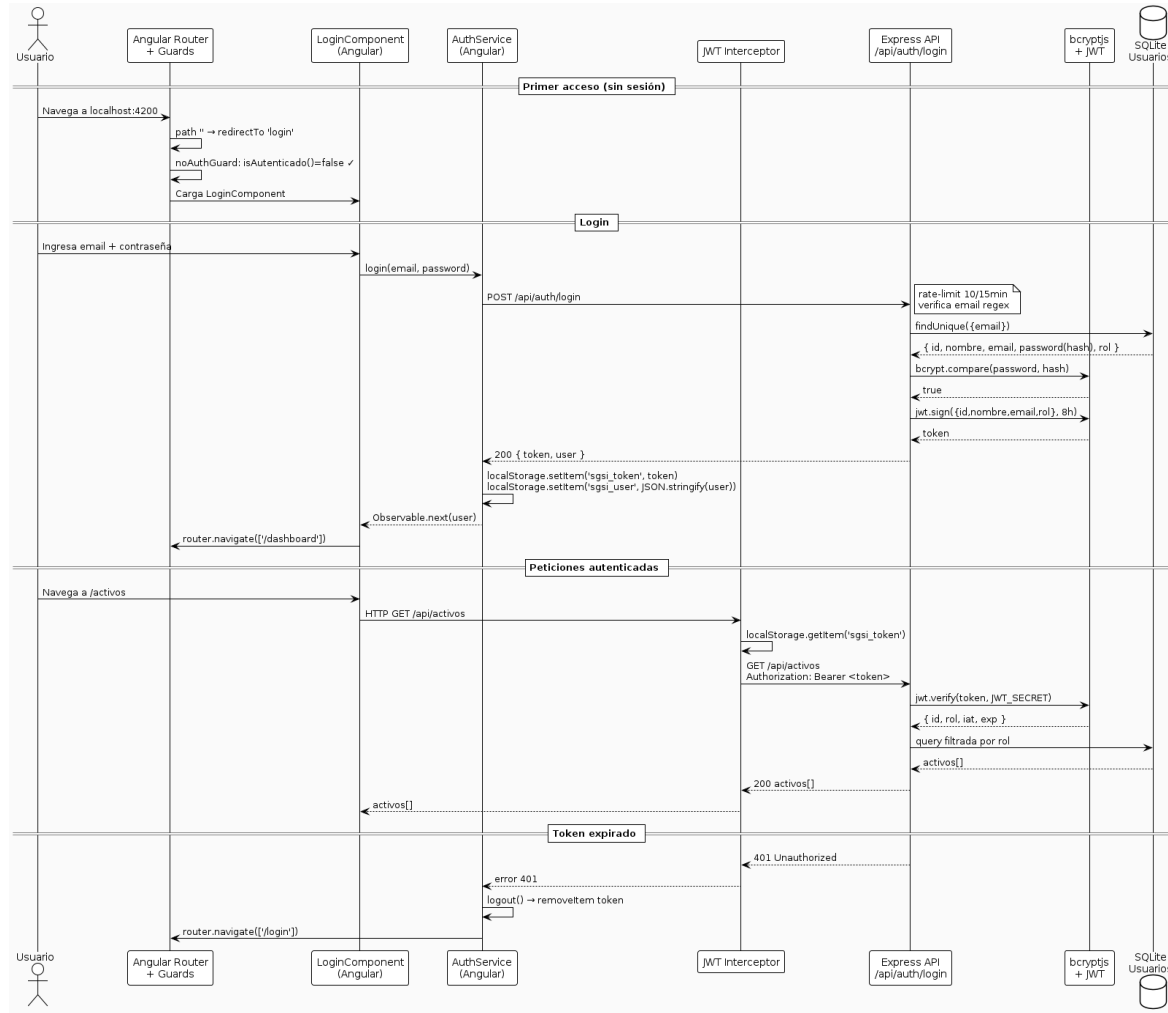 Usuario
Angular Router
+ Guards
LoginComponent
(Angular)
AuthService
(Angular)
JWT Interceptor
Express API
/api/auth/login
bcryptjs
+ JWT
SQLite
Usuarios
Primer acceso (sin sesión)
Navega a localhost:4200
path '' → redirectTo 'login'
noAuthGuard: isAutenticado()=false ✓
Carga LoginComponent
Login
Ingresa email + contraseña
login(email, password)
POST /api/auth/login
rate-limit 10/15min
verifica email regex
findUnique({email})
{ id, nombre, email, password(hash), rol }
bcrypt.compare(password, hash)
true
jwt.sign({id,nombre,email,rol}, 8h)
token
200 { token, user }
localStorage.setItem('sgsi_token', token)
localStorage.setItem('sgsi_user', JSON.stringify(user))
Observable.next(user)
router.navigate(['/dashboard'])
Peticiones autenticadas
Navega a /activos
HTTP GET /api/activos
localStorage.getItem('sgsi_token')
GET /api/activos
Authorization: Bearer <token>
jwt.verify(token, JWT_SECRET)
{ id, rol, iat, exp }
query filtrada por rol
activos[]
200 activos[]
activos[]
Token expirado
401 Unauthorized
error 401
logout() → removeItem token
router.navigate(['/login'])
Usuario
Angular Router
+ Guards
LoginComponent
(Angular)
AuthService
(Angular)
JWT Interceptor
Express API
/api/auth/login
bcryptjs
+ JWT
SQLite
Usuarios